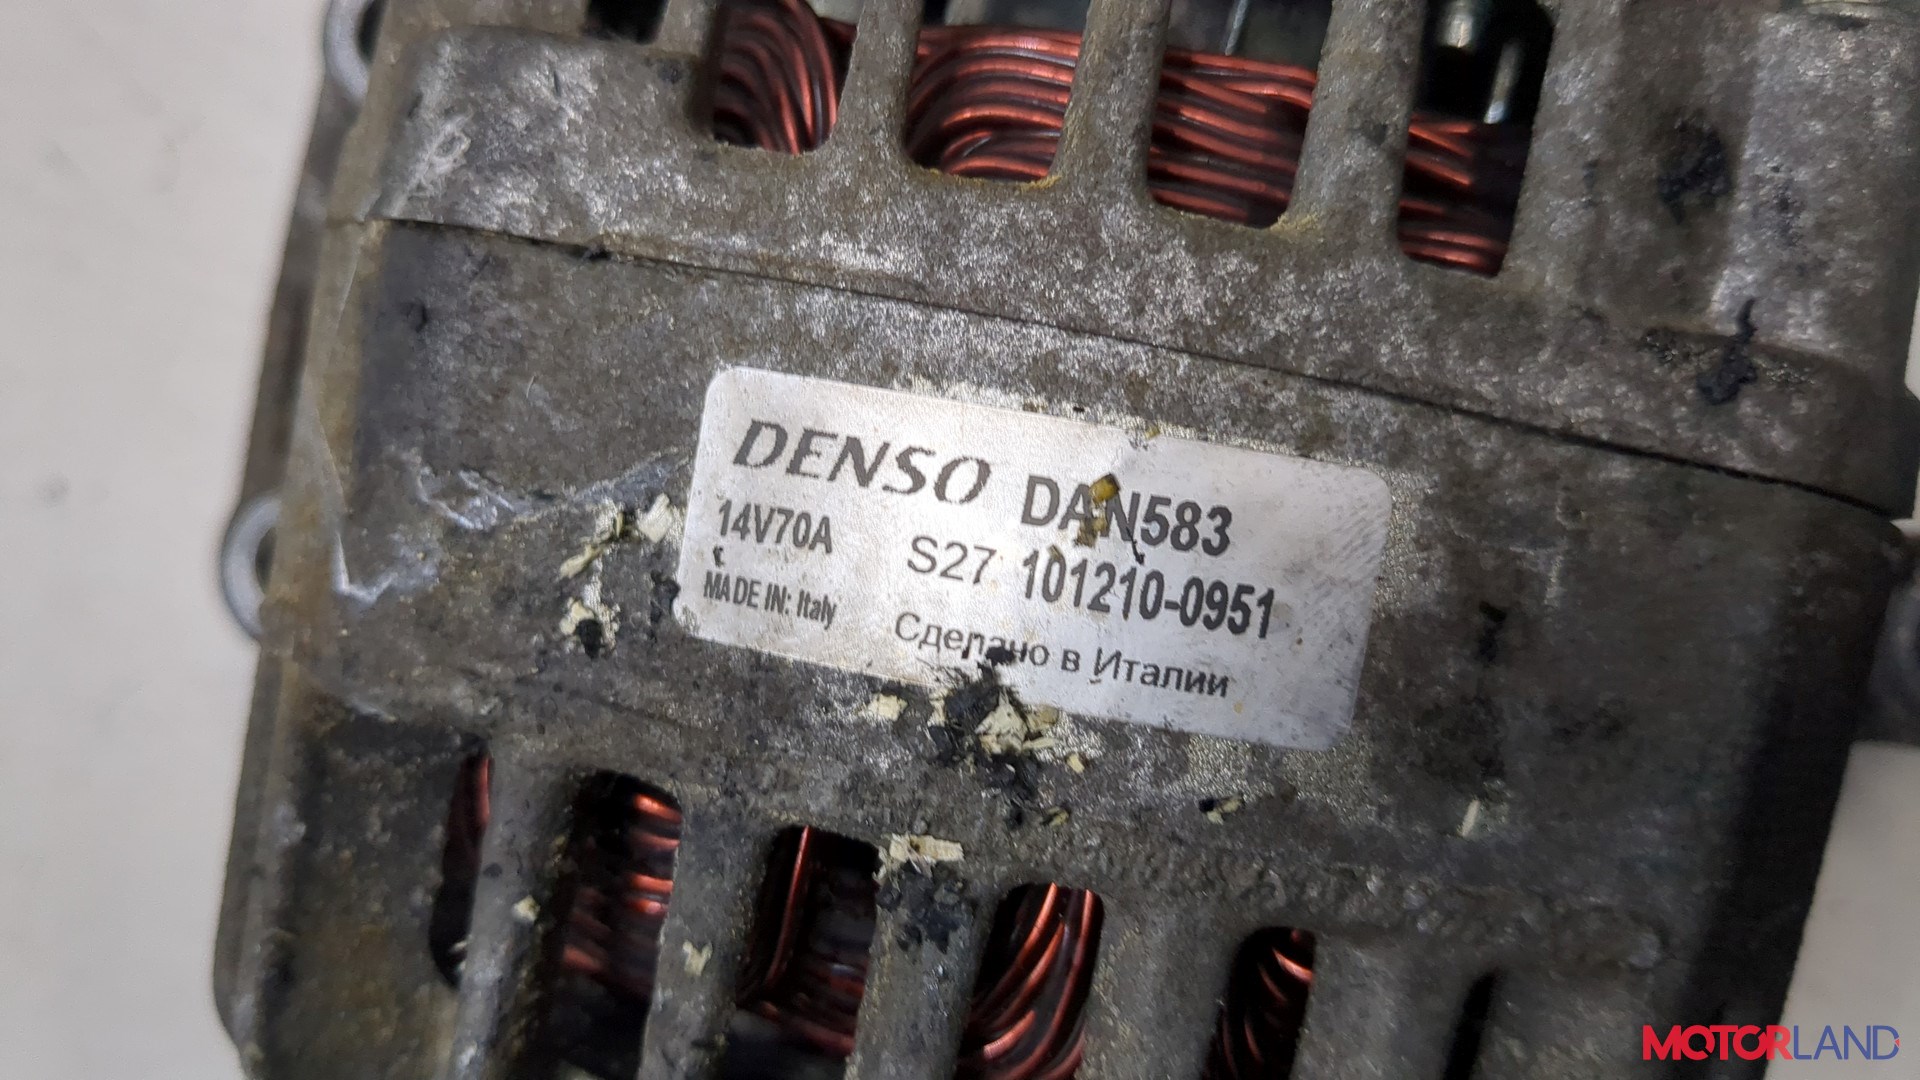 DENSO DAN583
14V70A S27 101210-0951
MADE IN: Italy Сделано в Италии
MOTORLAND